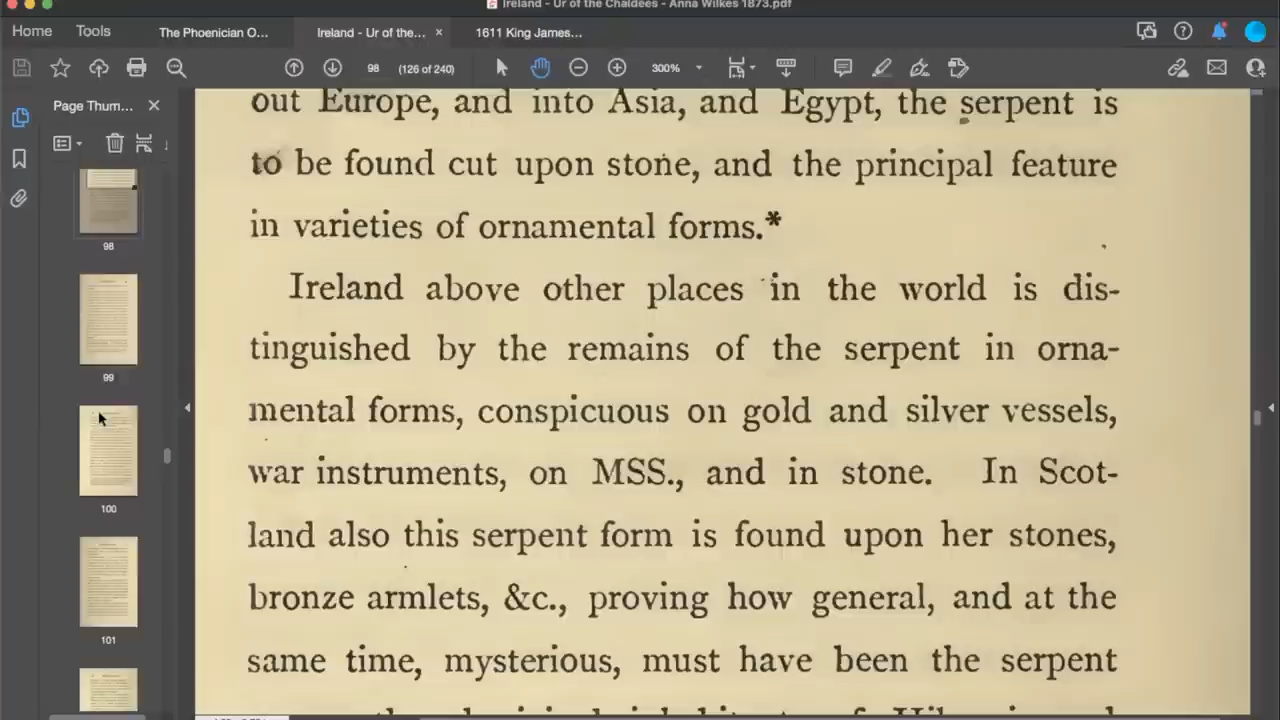 Ireland - Ur of the Chaldees - Anna Wilkes 1873.pdf
Home Tools The Phoenician O... Ireland - Ur of the... × 1611 King James...
98 (126 of 240) 300%
Page Thum... ×
98
99
100
101
out Europe, and into Asia, and Egypt, the serpent is
to be found cut upon stone, and the principal feature
in varieties of ornamental forms.*
Ireland above other places in the world is dis-
tinguished by the remains of the serpent in orna-
mental forms, conspicuous on gold and silver vessels,
war instruments, on MSS., and in stone. In Scot-
land also this serpent form is found upon her stones,
bronze armlets, &c., proving how general, and at the
same time, mysterious, must have been the serpent